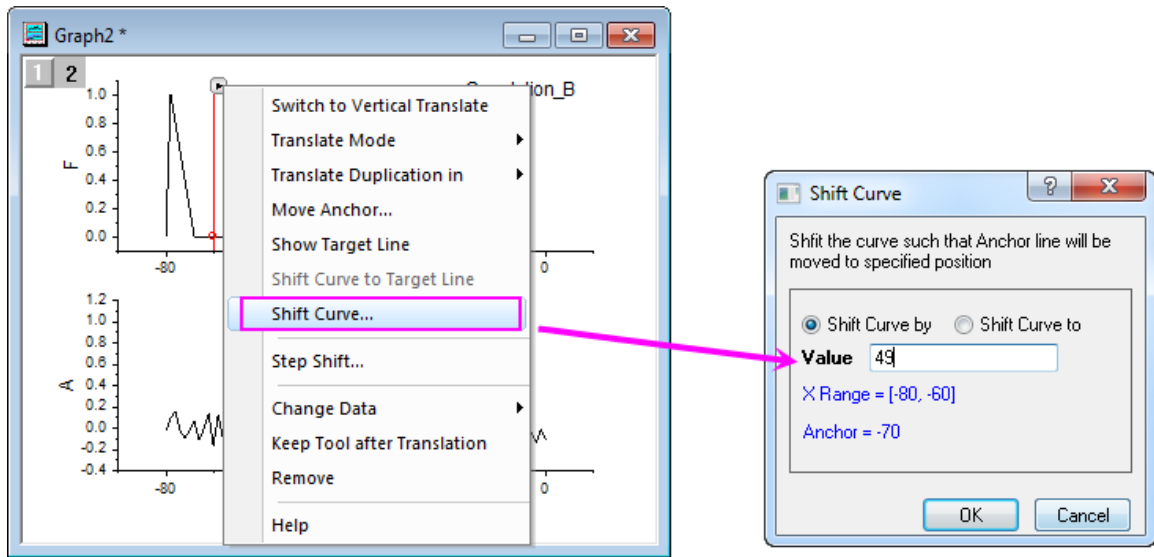 Graph2 *
1 2
1.0
0.8
0.6
0.4
0.2
0.0
F
-80
0
1.2
1.0
0.8
0.6
0.4
0.2
0.0
-0.2
-0.4
A
-80
0
Switch to Vertical Translate
Translate Mode
Translate Duplication in
Move Anchor...
Show Target Line
Shift Curve to Target Line
Shift Curve...
Step Shift...
Change Data
Keep Tool after Translation
Remove
Help
Shift Curve
Shfit the curve such that Anchor line will be
moved to specified position
Shift Curve by Shift Curve to
Value 49
X Range = [-80, -60]
Anchor = -70
OK Cancel